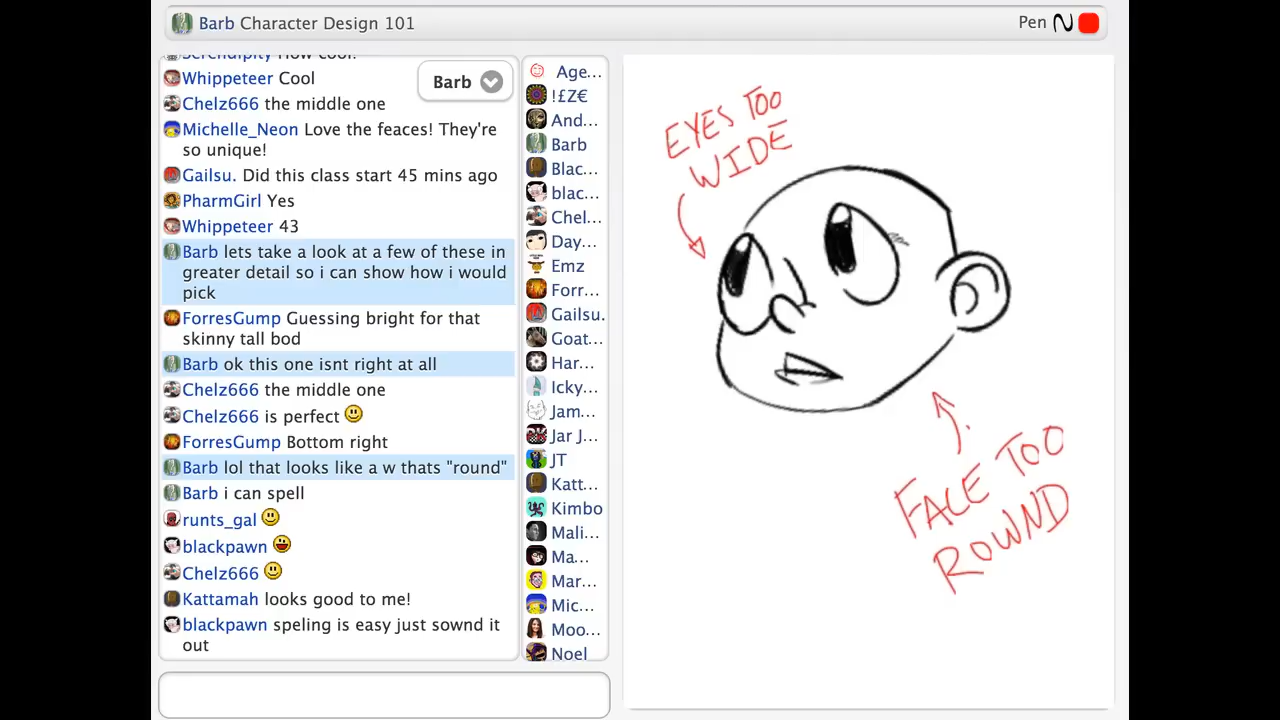 Barb Character Design 101
Pen
Serendipity How cool!
Whippeteer Cool
Barb
Chelz666 the middle one
Michelle_Neon Love the feaces! They're
so unique!
Gailsu. Did this class start 45 mins ago
PharmGirl Yes
Whippeteer 43
Barb lets take a look at a few of these in
greater detail so i can show how i would
pick
ForresGump Guessing bright for that
skinny tall bod
Barb ok this one isnt right at all
Chelz666 the middle one
Chelz666 is perfect
ForresGump Bottom right
Barb lol that looks like a w thats "round"
Barb i can spell
runts_gal
blackpawn
Chelz666
Kattamah looks good to me!
blackpawn speling is easy just sownd it
out
Age...
!£Z€
And...
Barb
Blac...
blac...
Chel...
Day...
Emz
Forr...
Gailsu.
Goat...
Har...
Icky...
Jam...
Jar J...
JT
Katt...
Kimbo
Mali...
Ma...
Mar...
Mic...
Moo...
Noel
EYES TOO
WIDE
FACE TOO
ROWND